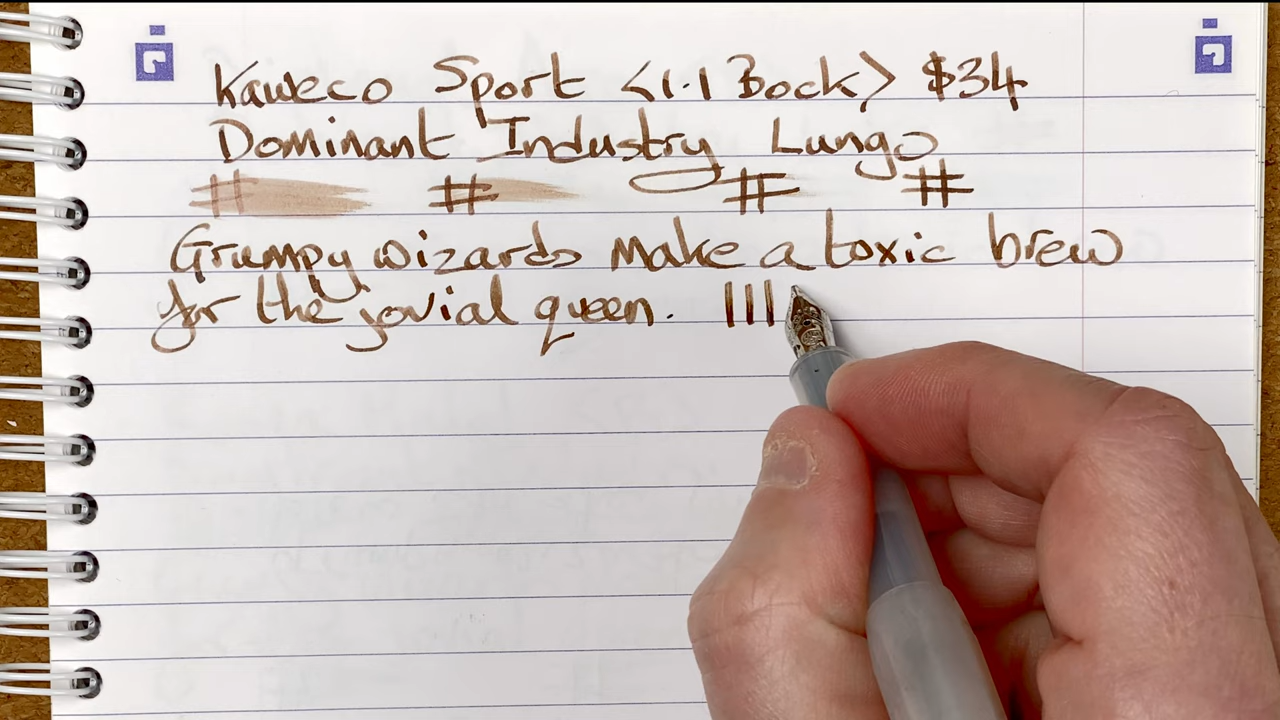 Kaweco Sport <1.1 Bock> $34
Dominant Industry Lungo
# # # #
Grumpy wizards make a toxic brew
for the jovial queen. |||